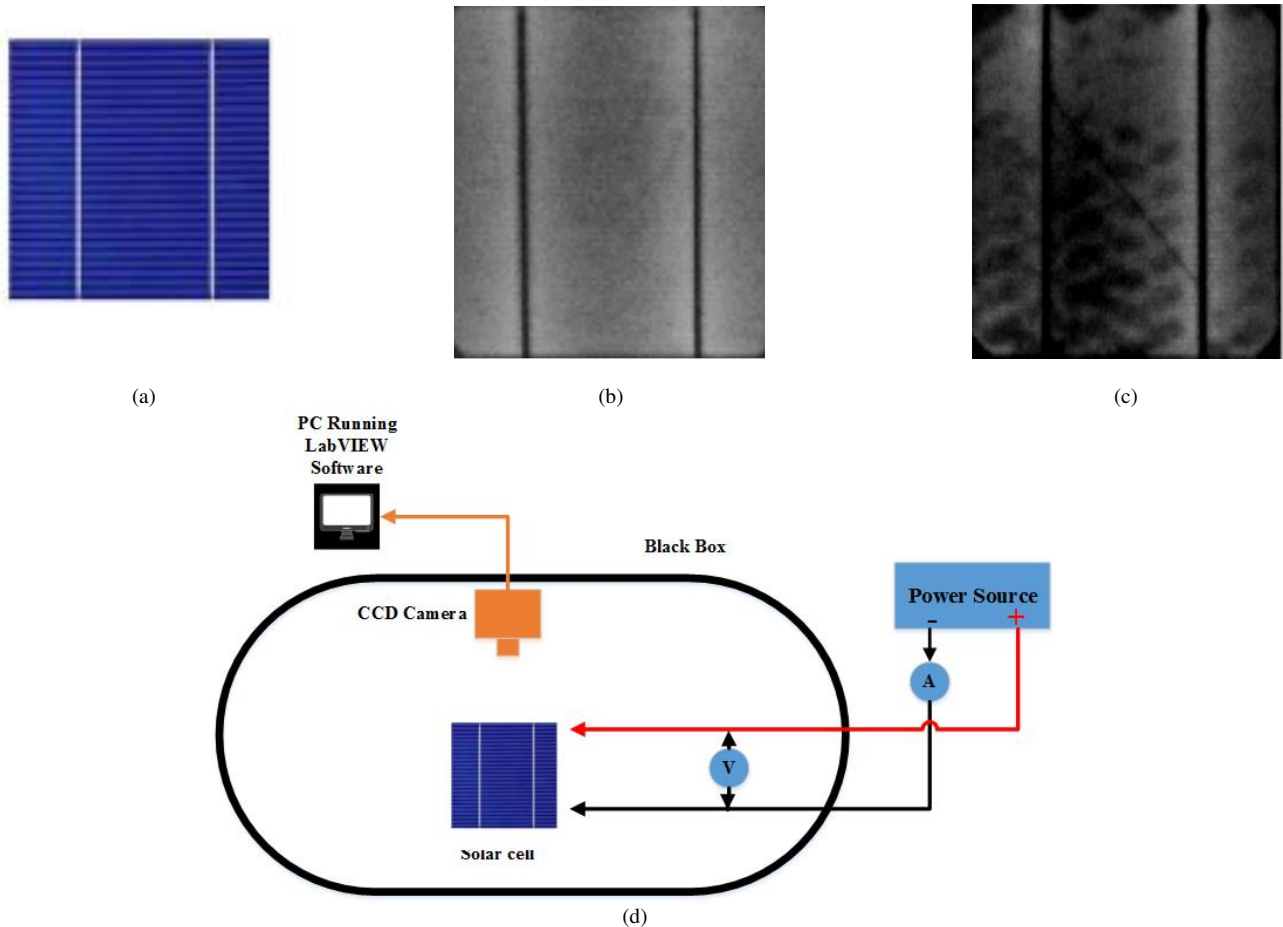 (a)
(b)
(c)
PC Running
LabVIEW
Software
Black Box
CCD Camera
Power Source
- +
A
V
Solar cell
(d)